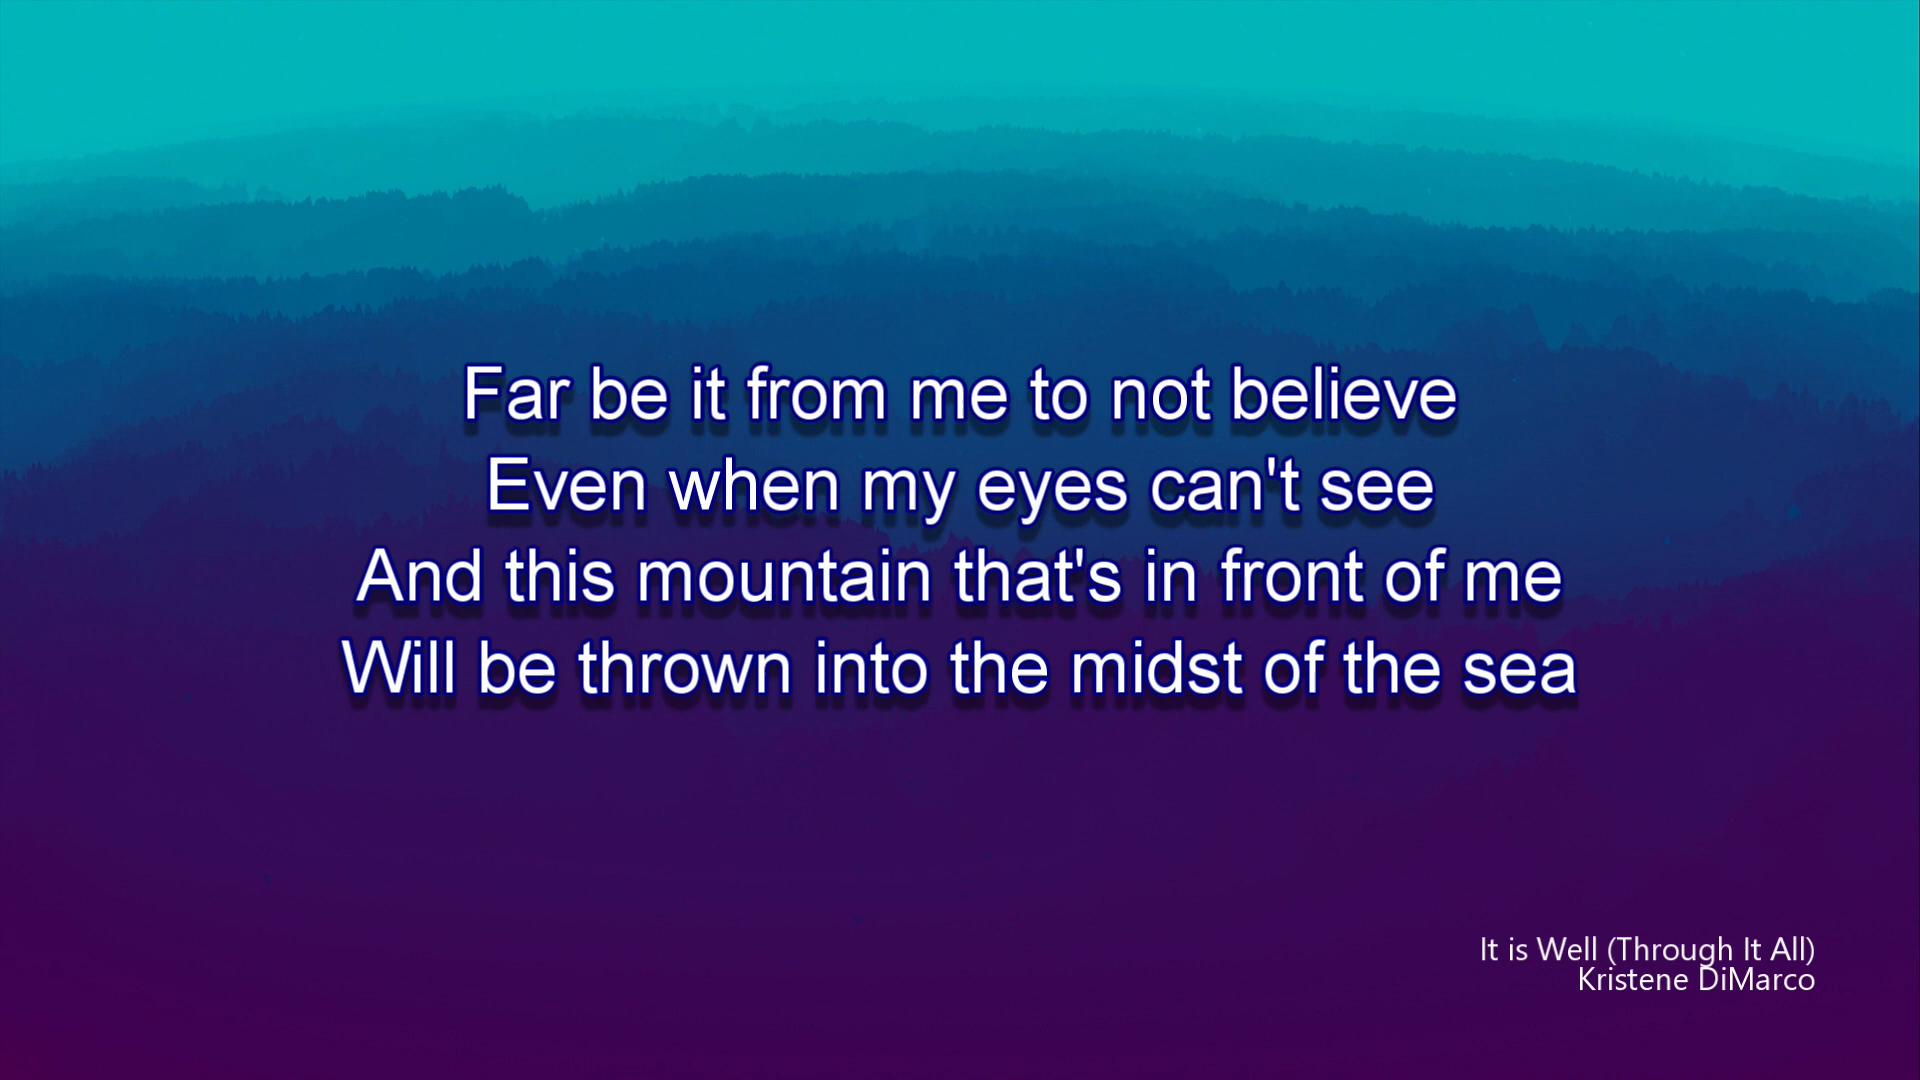 Far be it from me to not believe
Even when my eyes can't see
And this mountain that's in front of me
Will be thrown into the midst of the sea
It is Well (Through It All)
Kristene DiMarco